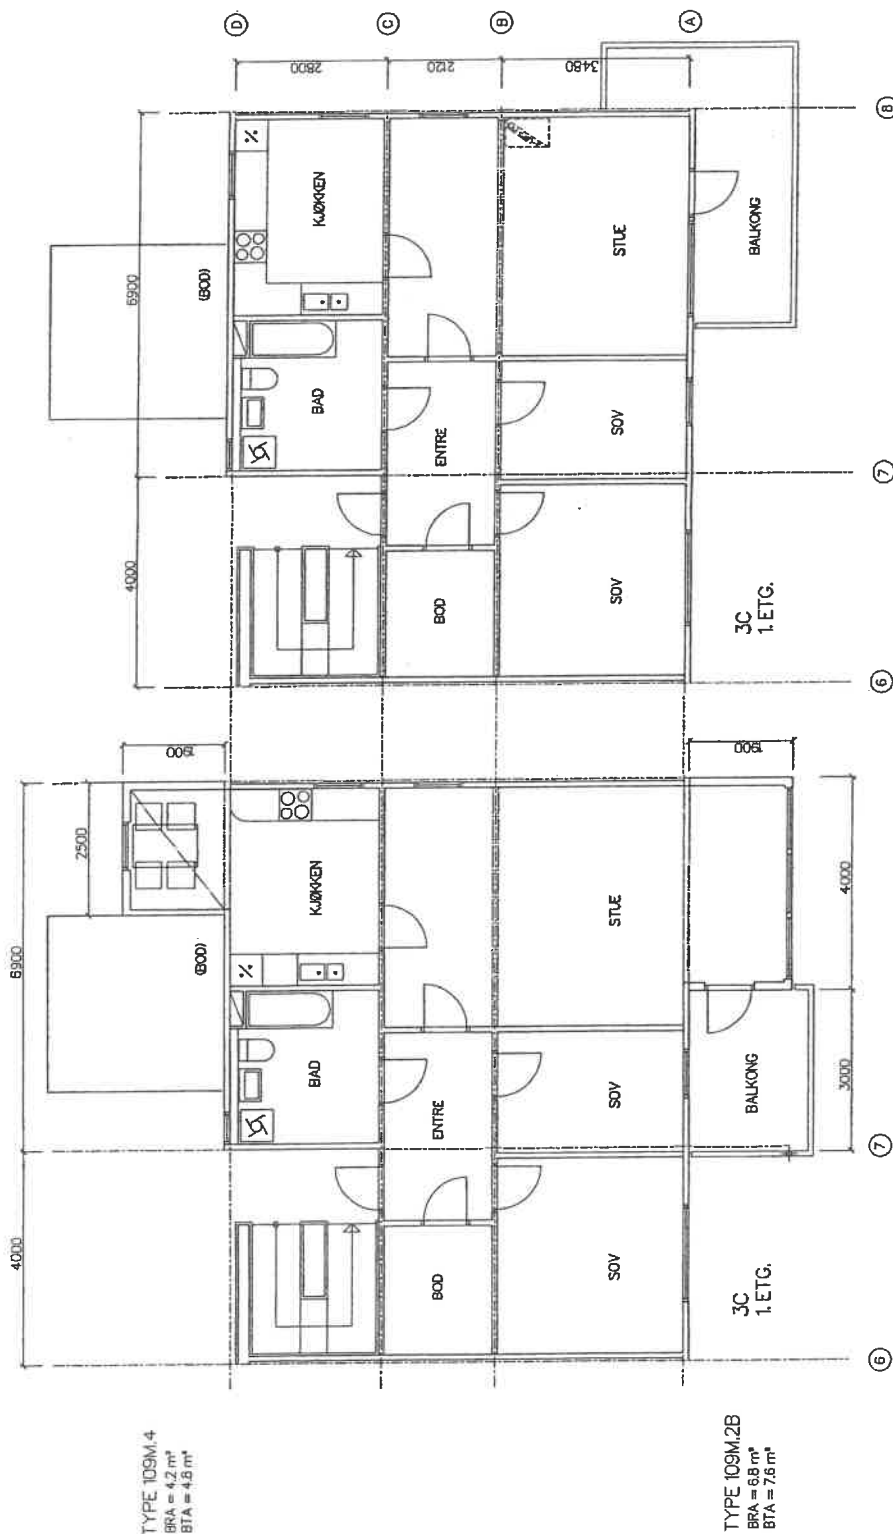 TYPE 109M.4
BRA = 4.2 m²
BTA = 4.8 m²
TYPE 109M.2B
BRA = 6.8 m²
BTA = 7.6 m²
4000
6900
2500
1900
(BOD)
BAD
KJØKKEN
ENTRE
BOD
SOV
SOV
STUE
BALKONG
3C
1. ETG.
3000
4000
1900
6
7
4000
6900
(BOD)
BAD
KJØKKEN
ENTRE
BOD
SOV
SOV
STUE
BALKONG
3C
1. ETG.
2800
2120
3480
D
C
B
A
6
7
8